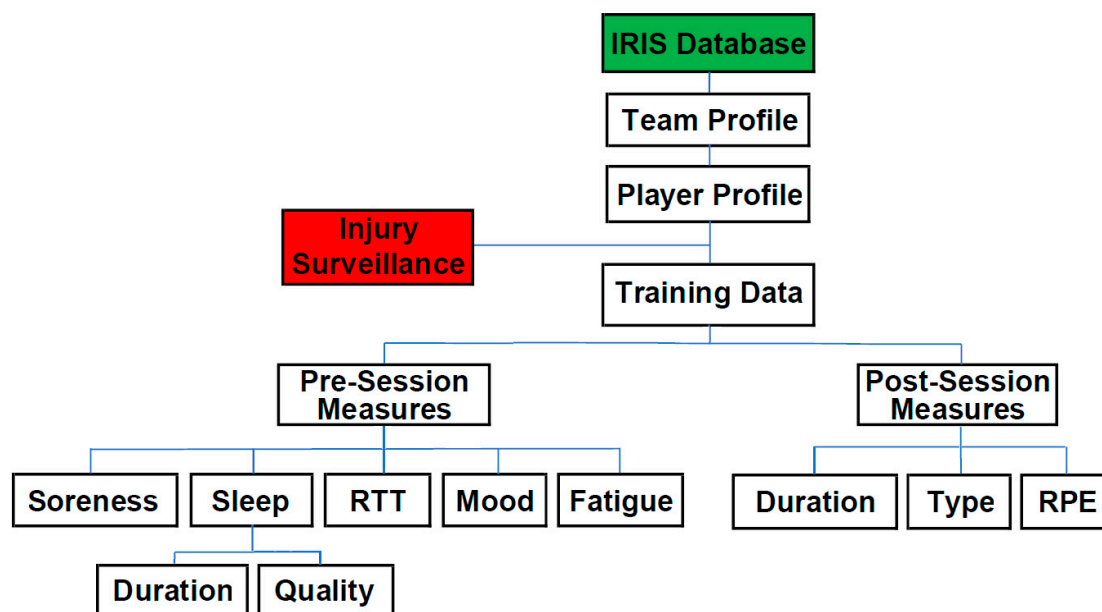 IRIS Database
Team Profile
Player Profile
Injury
Surveillance
Training Data
Pre-Session
Measures
Post-Session
Measures
Soreness
Sleep
RTT
Mood
Fatigue
Duration
Type
RPE
Duration
Quality